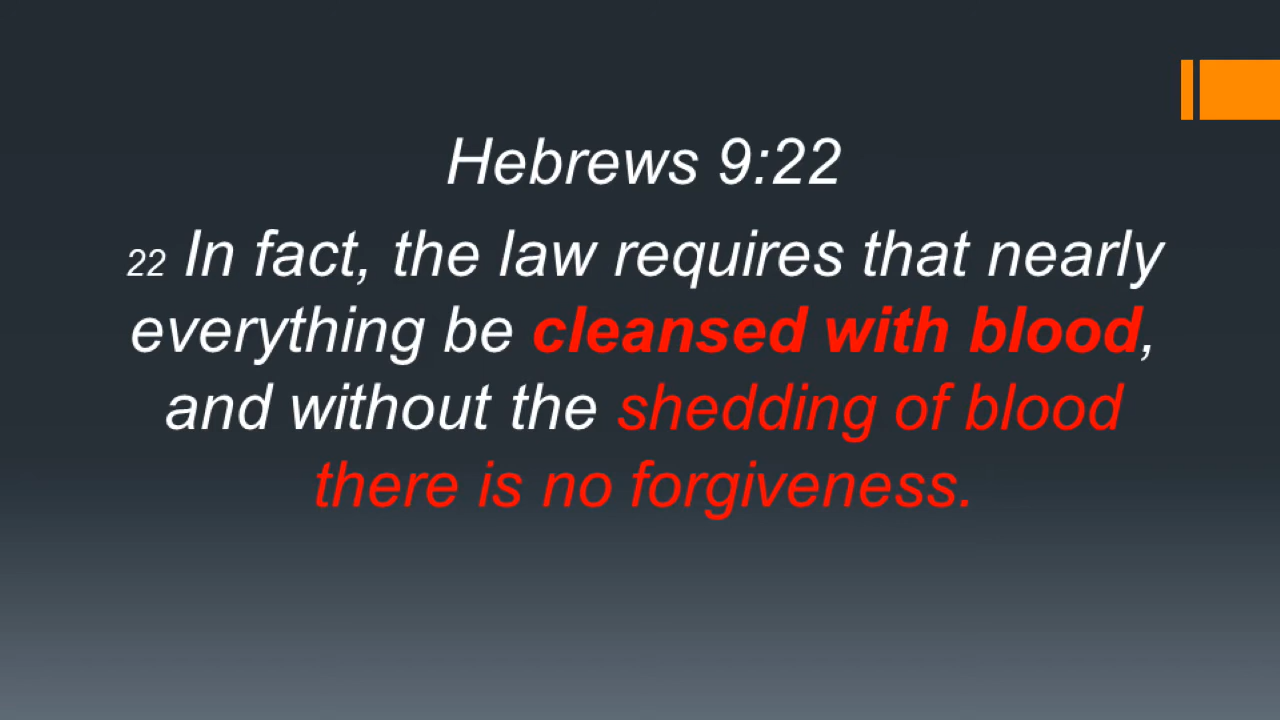 Hebrews 9:22
22 In fact, the law requires that nearly
everything be cleansed with blood,
and without the shedding of blood
there is no forgiveness.